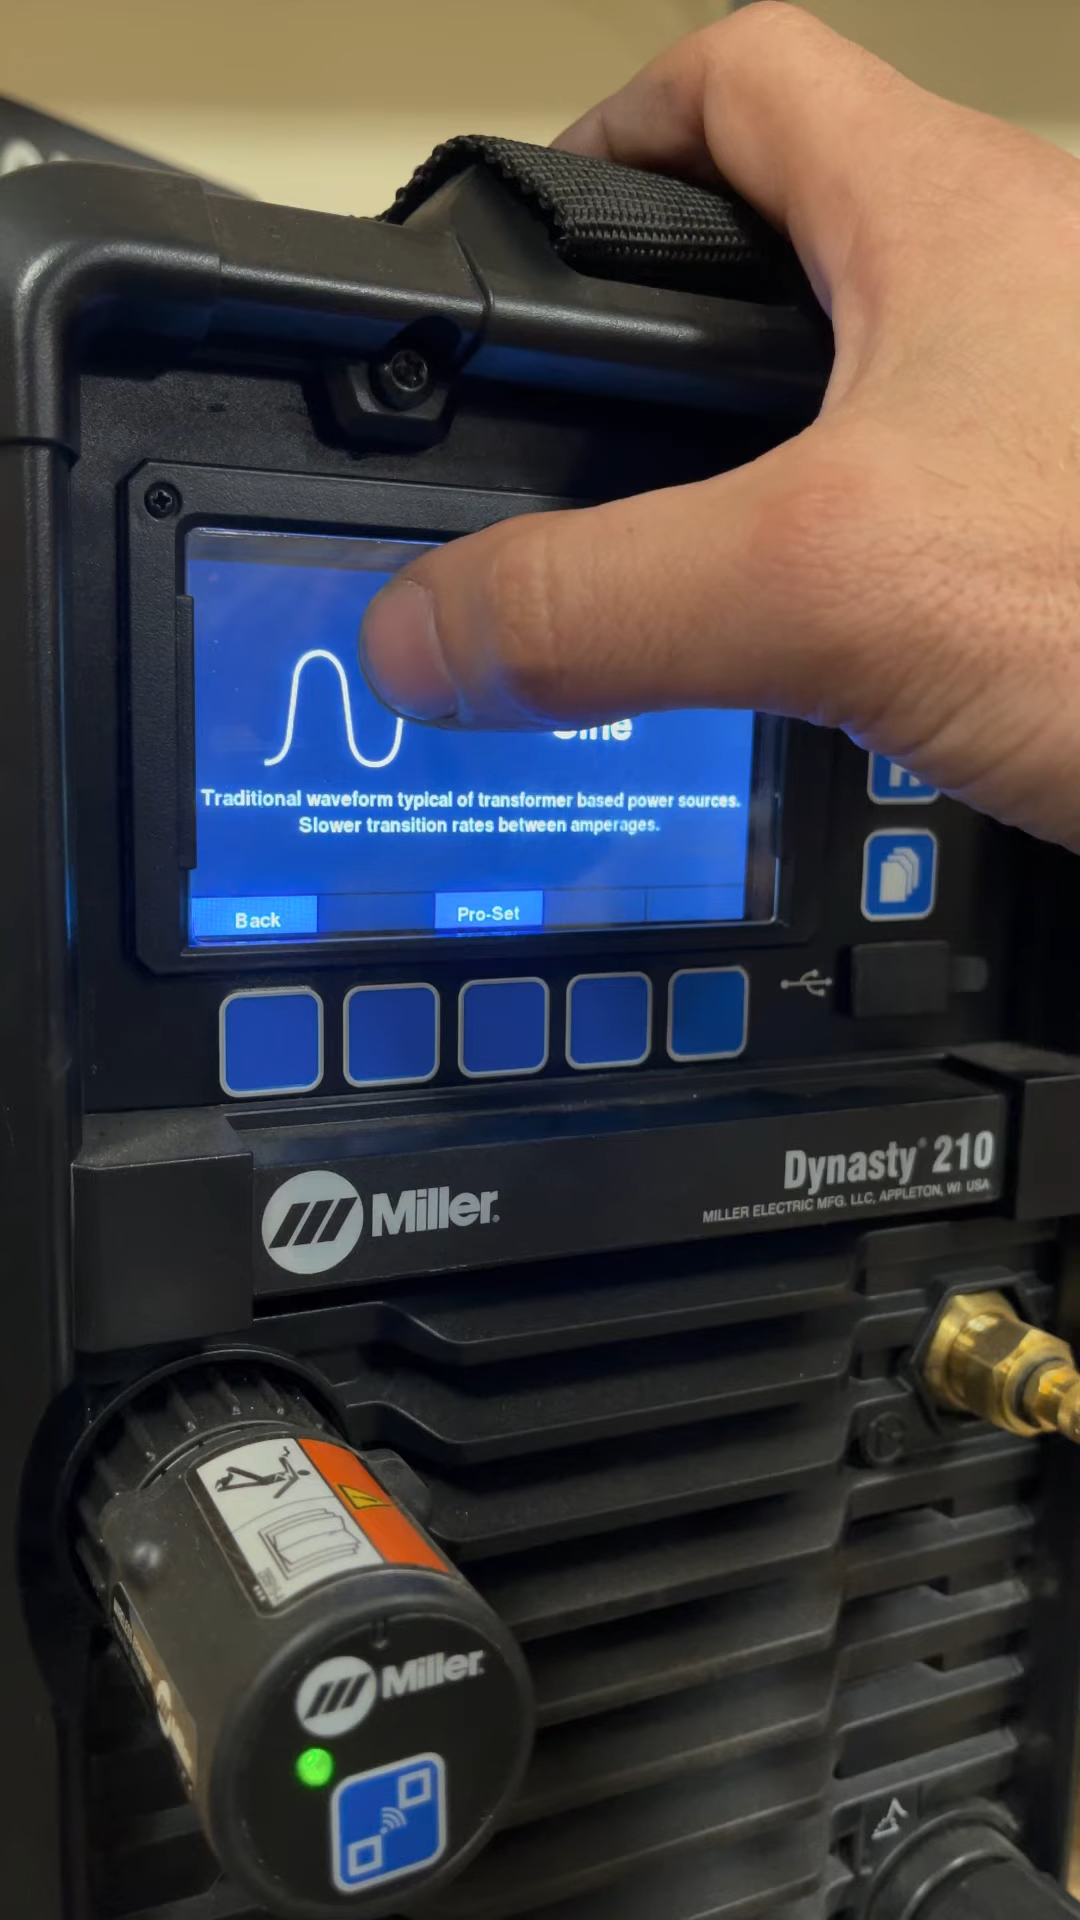 Sine
Traditional waveform typical of transformer based power sources.
Slower transition rates between amperages.
Back
Pro-Set
Dynasty® 210
Miller®
MILLER ELECTRIC MFG. LLC, APPLETON, WI USA
Miller®